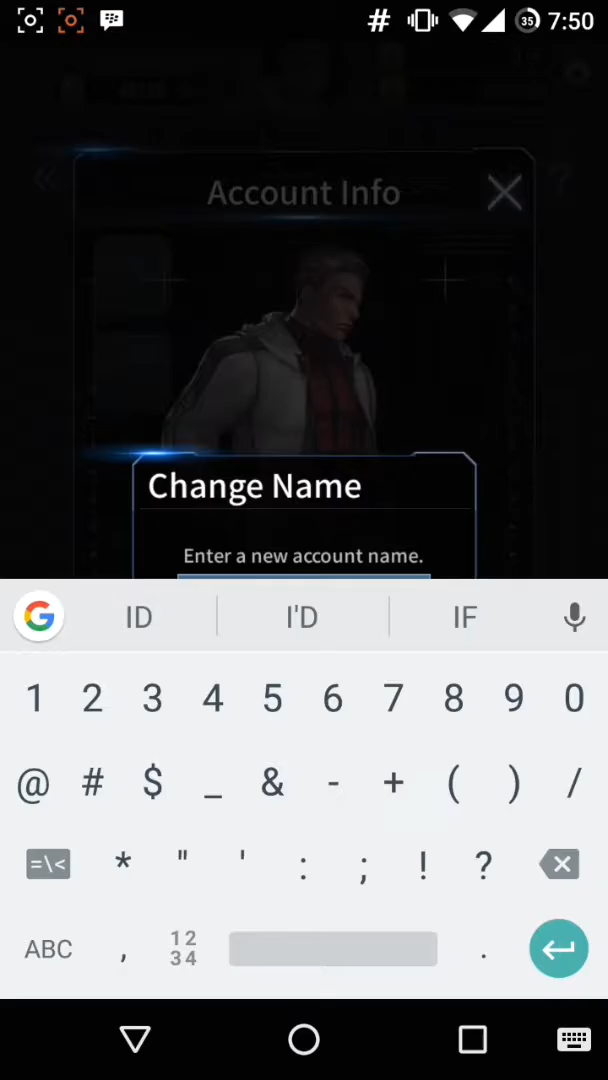 # 35 7:50
Account Info
Change Name
Enter a new account name.
ID I'D IF
1 2 3 4 5 6 7 8 9 0
@ # $ _ & - + ( ) /
=\< * " ' : ; ! ?
ABC , 12 34 .